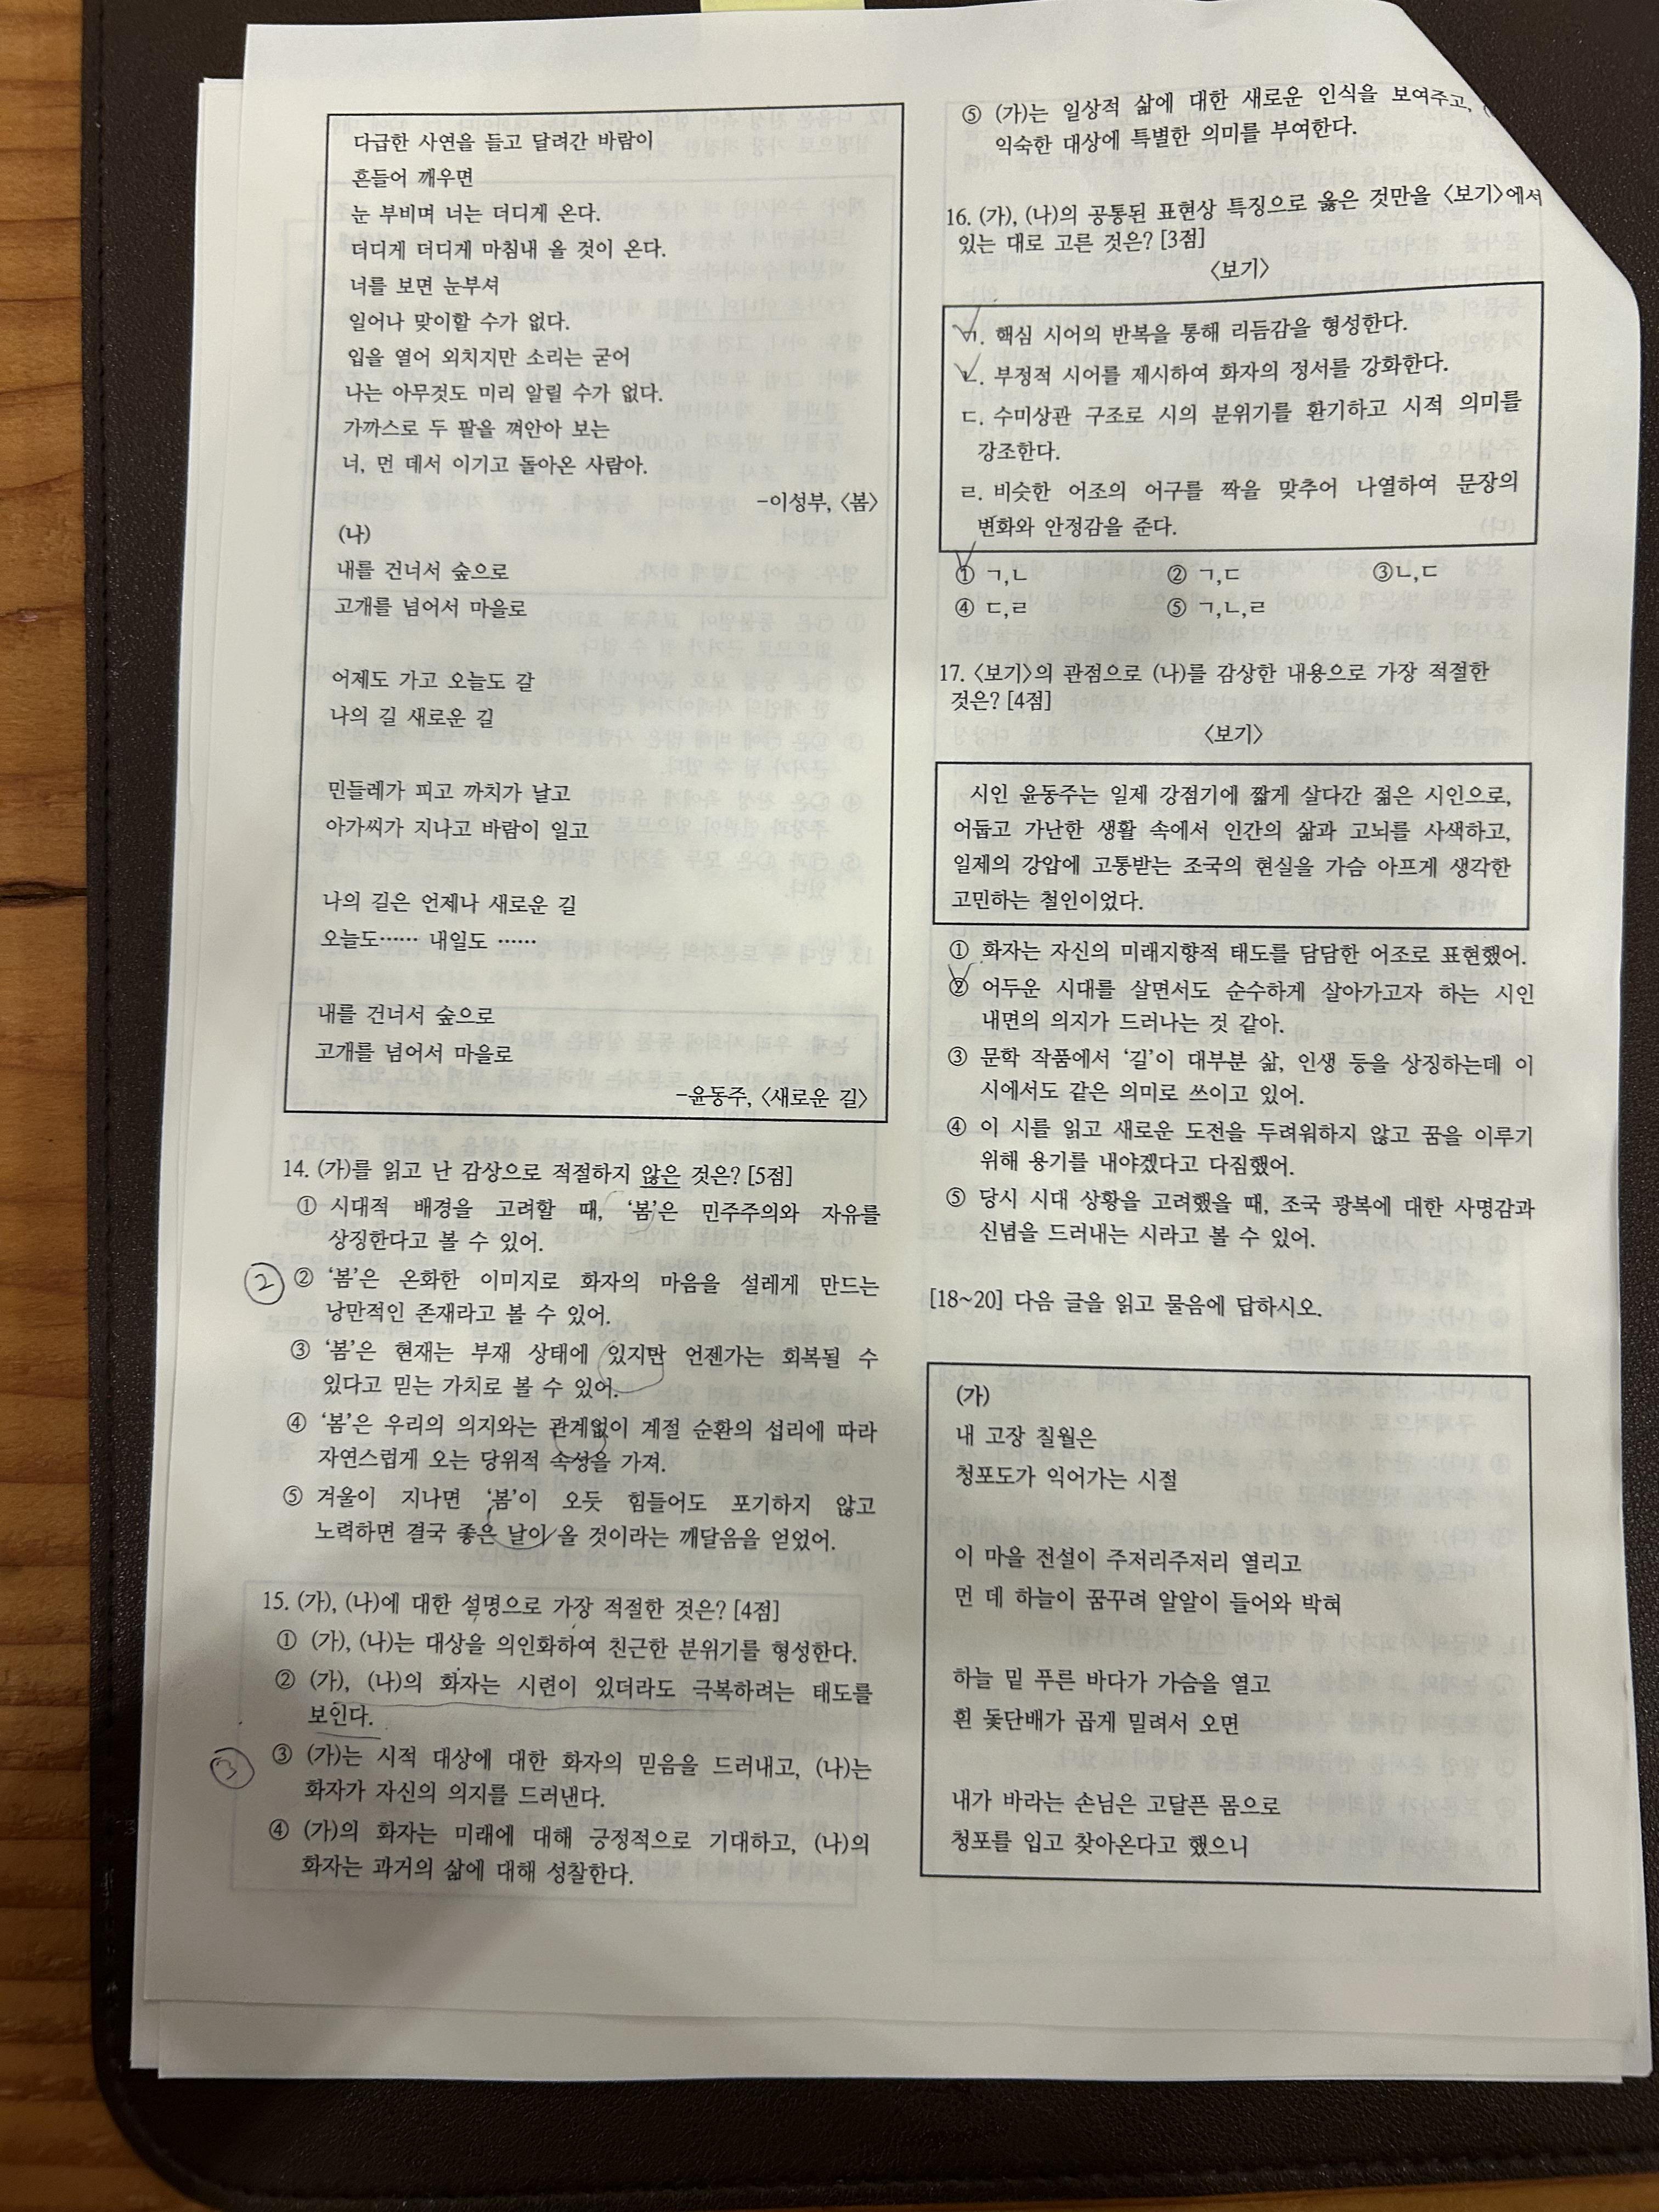 다급한 사연을 들고 달려간 바람이
흔들어 깨우면
눈 부비며 너는 더디게 온다.
더디게 더디게 마침내 올 것이 온다.
너를 보면 눈부셔
일어나 맞이할 수가 없다.
입을 열어 외치지만 소리는 굳어
나는 아무것도 미리 알릴 수가 없다.
가까스로 두 팔을 껴안아 보는
너, 먼 데서 이기고 돌아온 사람아.
-이성부, 〈봄〉
(나)
내를 건너서 숲으로
고개를 넘어서 마을로
어제도 가고 오늘도 갈
나의 길 새로운 길
민들레가 피고 까치가 날고
아가씨가 지나고 바람이 일고
나의 길은 언제나 새로운 길
오늘도…… 내일도 ……
내를 건너서 숲으로
고개를 넘어서 마을로
-윤동주, 〈새로운 길〉
14. (가)를 읽고 난 감상으로 적절하지 않은 것은? [5점]
① 시대적 배경을 고려할 때, ‘봄’은 민주주의와 자유를
상징한다고 볼 수 있어.
2 ② ‘봄’은 온화한 이미지로 화자의 마음을 설레게 만드는
낭만적인 존재라고 볼 수 있어.
③ ‘봄’은 현재는 부재 상태에 있지만 언젠가는 회복될 수
있다고 믿는 가치로 볼 수 있어.
④ ‘봄’은 우리의 의지와는 관계없이 계절 순환의 섭리에 따라
자연스럽게 오는 당위적 속성을 가져.
⑤ 겨울이 지나면 ‘봄’이 오듯 힘들어도 포기하지 않고
노력하면 결국 좋은 날이 올 것이라는 깨달음을 얻었어.
15. (가), (나)에 대한 설명으로 가장 적절한 것은? [4점]
① (가), (나)는 대상을 의인화하여 친근한 분위기를 형성한다.
② (가), (나)의 화자는 시련이 있더라도 극복하려는 태도를
보인다.
3 ③ (가)는 시적 대상에 대한 화자의 믿음을 드러내고, (나)는
화자가 자신의 의지를 드러낸다.
④ (가)의 화자는 미래에 대해 긍정적으로 기대하고, (나)의
화자는 과거의 삶에 대해 성찰한다.
⑤ (가)는 일상적 삶에 대한 새로운 인식을 보여주고,
익숙한 대상에 특별한 의미를 부여한다.
16. (가), (나)의 공통된 표현상 특징으로 옳은 것만을 〈보기〉에서
있는 대로 고른 것은? [3점]
〈보기〉
ㄱ. 핵심 시어의 반복을 통해 리듬감을 형성한다.
ㄴ. 부정적 시어를 제시하여 화자의 정서를 강화한다.
ㄷ. 수미상관 구조로 시의 분위기를 환기하고 시적 의미를
강조한다.
ㄹ. 비슷한 어조의 어구를 짝을 맞추어 나열하여 문장의
변화와 안정감을 준다.
① ㄱ,ㄴ ② ㄱ,ㄷ ③ㄴ,ㄷ
④ ㄷ,ㄹ ⑤ ㄱ,ㄴ,ㄹ
17. 〈보기〉의 관점으로 (나)를 감상한 내용으로 가장 적절한
것은? [4점]
〈보기〉
시인 윤동주는 일제 강점기에 짧게 살다간 젊은 시인으로,
어둡고 가난한 생활 속에서 인간의 삶과 고뇌를 사색하고,
일제의 강압에 고통받는 조국의 현실을 가슴 아프게 생각한
고민하는 철인이었다.
① 화자는 자신의 미래지향적 태도를 담담한 어조로 표현했어.
② 어두운 시대를 살면서도 순수하게 살아가고자 하는 시인
내면의 의지가 드러나는 것 같아.
③ 문학 작품에서 ‘길’이 대부분 삶, 인생 등을 상징하는데 이
시에서도 같은 의미로 쓰이고 있어.
④ 이 시를 읽고 새로운 도전을 두려워하지 않고 꿈을 이루기
위해 용기를 내야겠다고 다짐했어.
⑤ 당시 시대 상황을 고려했을 때, 조국 광복에 대한 사명감과
신념을 드러내는 시라고 볼 수 있어.
[18~20] 다음 글을 읽고 물음에 답하시오.
(가)
내 고장 칠월은
청포도가 익어가는 시절
이 마을 전설이 주저리주저리 열리고
먼 데 하늘이 꿈꾸려 알알이 들어와 박혀
하늘 밑 푸른 바다가 가슴을 열고
흰 돛단배가 곱게 밀려서 오면
내가 바라는 손님은 고달픈 몸으로
청포를 입고 찾아온다고 했으니